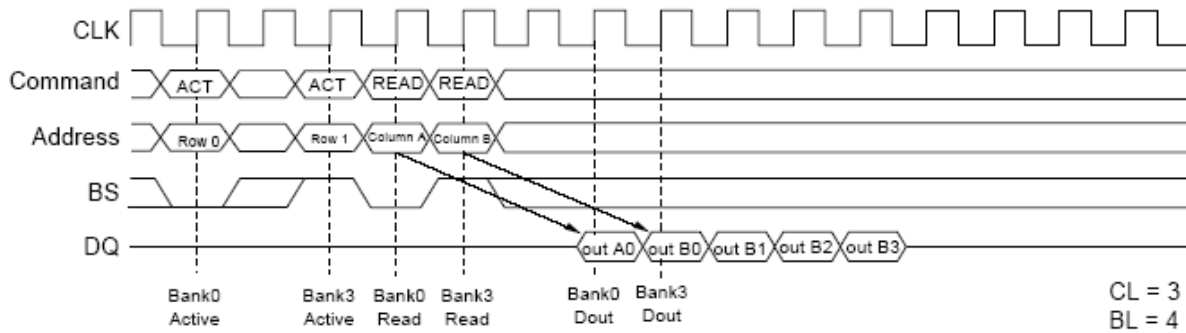 CLK
Command ACT ACT READ READ
Address Row 0 Row 1 Column A Column B
BS
DQ out A0 out B0 out B1 out B2 out B3
Bank0 Active
Bank3 Active
Bank0 Read
Bank3 Read
Bank0 Dout
Bank3 Dout
CL = 3
BL = 4